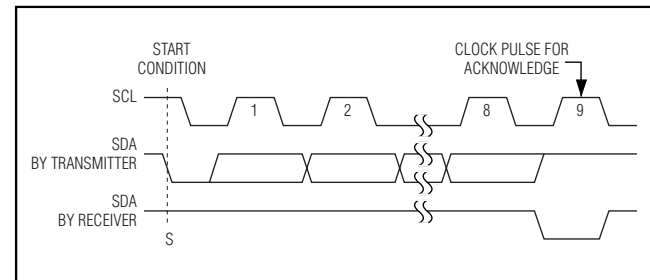 START
CONDITION
CLOCK PULSE FOR
ACKNOWLEDGE
SCL
1
2
8
9
SDA
BY TRANSMITTER
SDA
BY RECEIVER
S